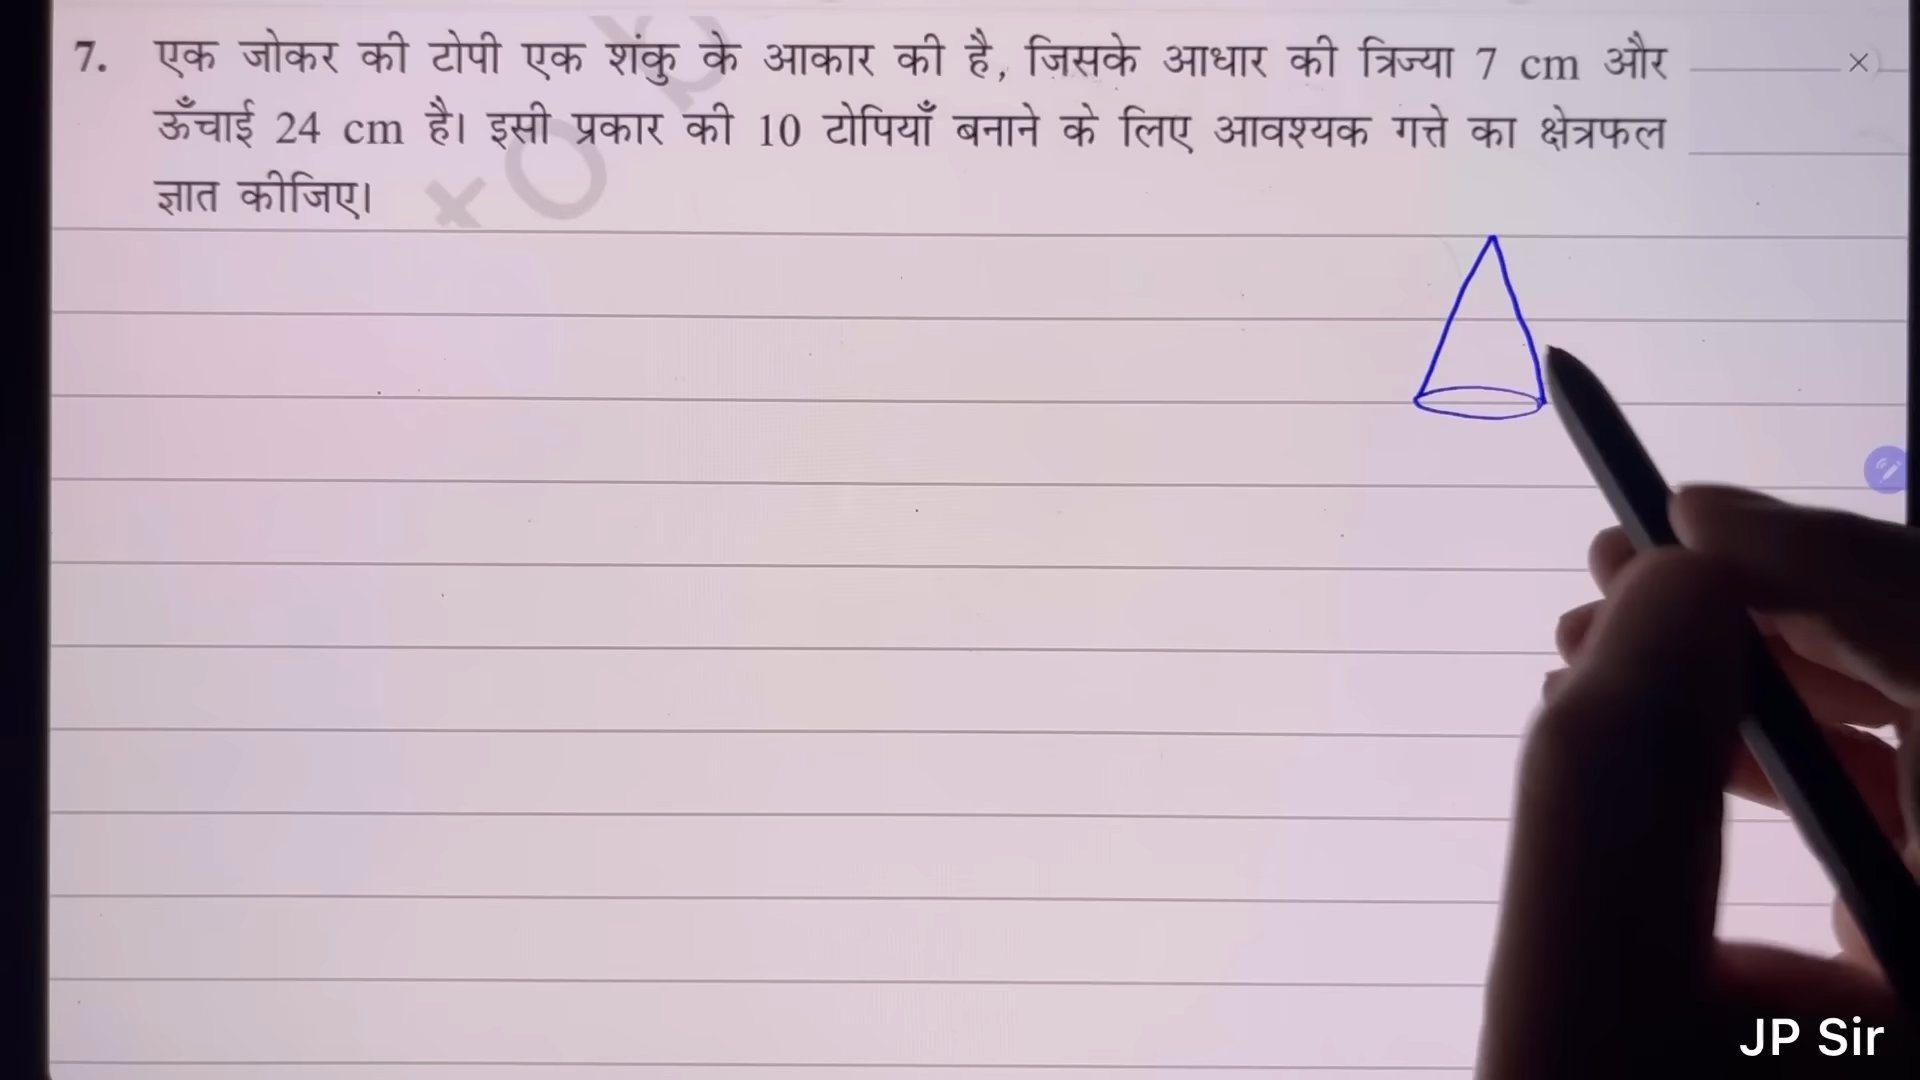 7. एक जोकर की टोपी एक शंकु के आकार की है, जिसके आधार की त्रिज्या 7 cm और
ऊँचाई 24 cm है। इसी प्रकार की 10 टोपियाँ बनाने के लिए आवश्यक गत्ते का क्षेत्रफल
ज्ञात कीजिए।
JP Sir